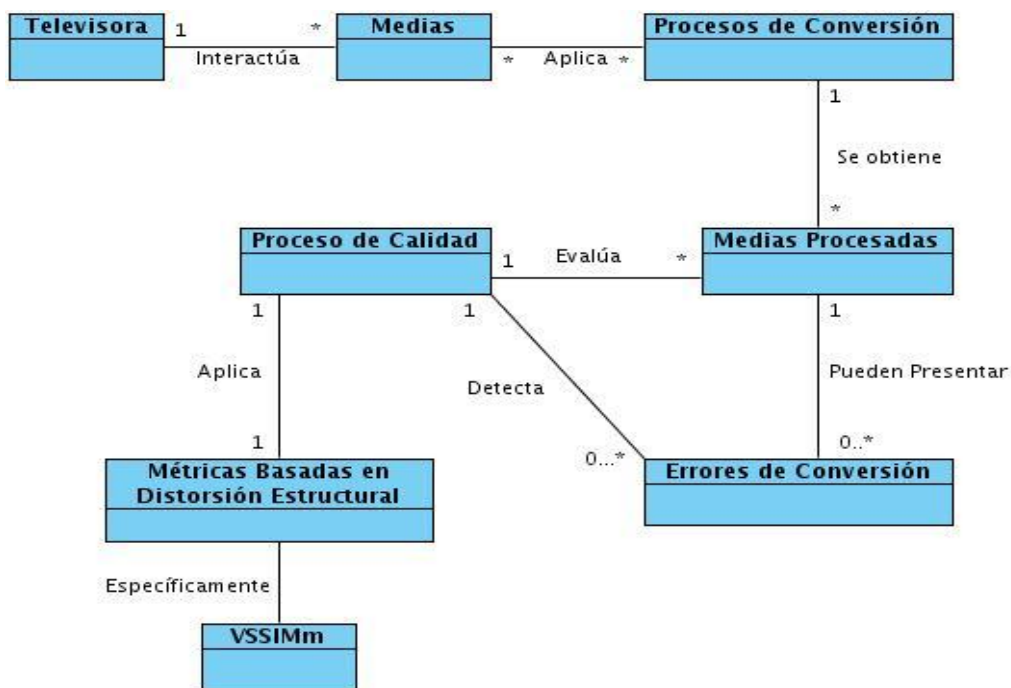 Televisora
1
*
Interactúa
Medias
*
Aplica
*
Procesos de Conversión
1
Se obtiene
*
Proceso de Calidad
1
Evalúa
*
Medias Procesadas
1
1
1
Aplica
Detecta
Pueden Presentar
1
0...*
0..*
Métricas Basadas en
Distorsión Estructural
Errores de Conversión
Específicamente
VSSIMm